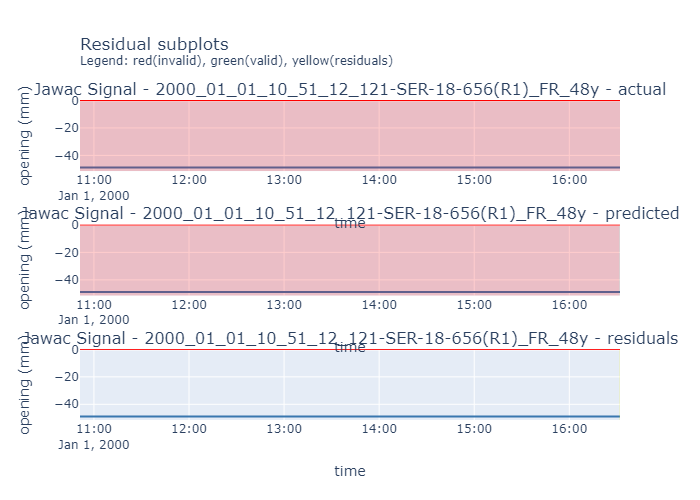 Residual subplots
Legend: red(invalid), green(valid), yellow(residuals)
Jawac Signal - 2000_01_01_10_51_12_121-SER-18-656(R1)_FR_48y - actual
opening (mm)
0
−20
−40
11:00 12:00 13:00 14:00 15:00 16:00
Jan 1, 2000
time
Jawac Signal - 2000_01_01_10_51_12_121-SER-18-656(R1)_FR_48y - predicted
opening (mm)
0
−20
−40
11:00 12:00 13:00 14:00 15:00 16:00
Jan 1, 2000
time
Jawac Signal - 2000_01_01_10_51_12_121-SER-18-656(R1)_FR_48y - residuals
opening (mm)
0
−20
−40
11:00 12:00 13:00 14:00 15:00 16:00
Jan 1, 2000
time